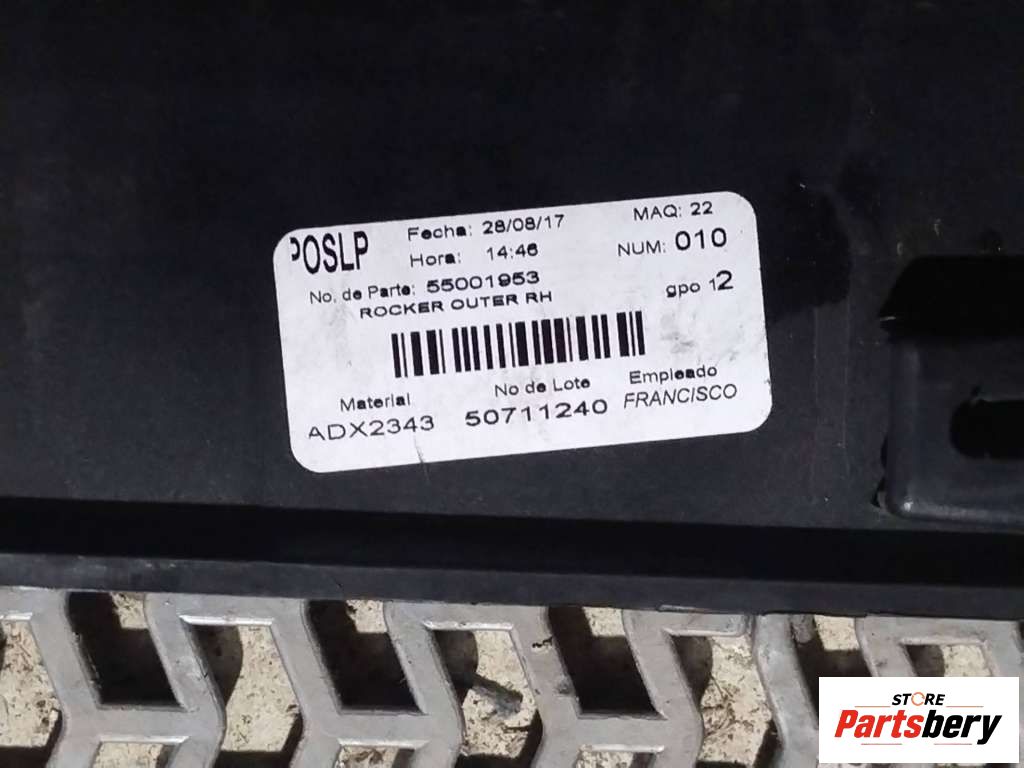 POSLP
Fecha: 28/08/17
MAQ: 22
Hora: 14:46
NUM: 010
No. de Parte: 55001953
gpo 12
ROCKER OUTER RH
Material No de Lote Empleado
ADX2343 50711240 FRANCISCO
STORE
Partsbery